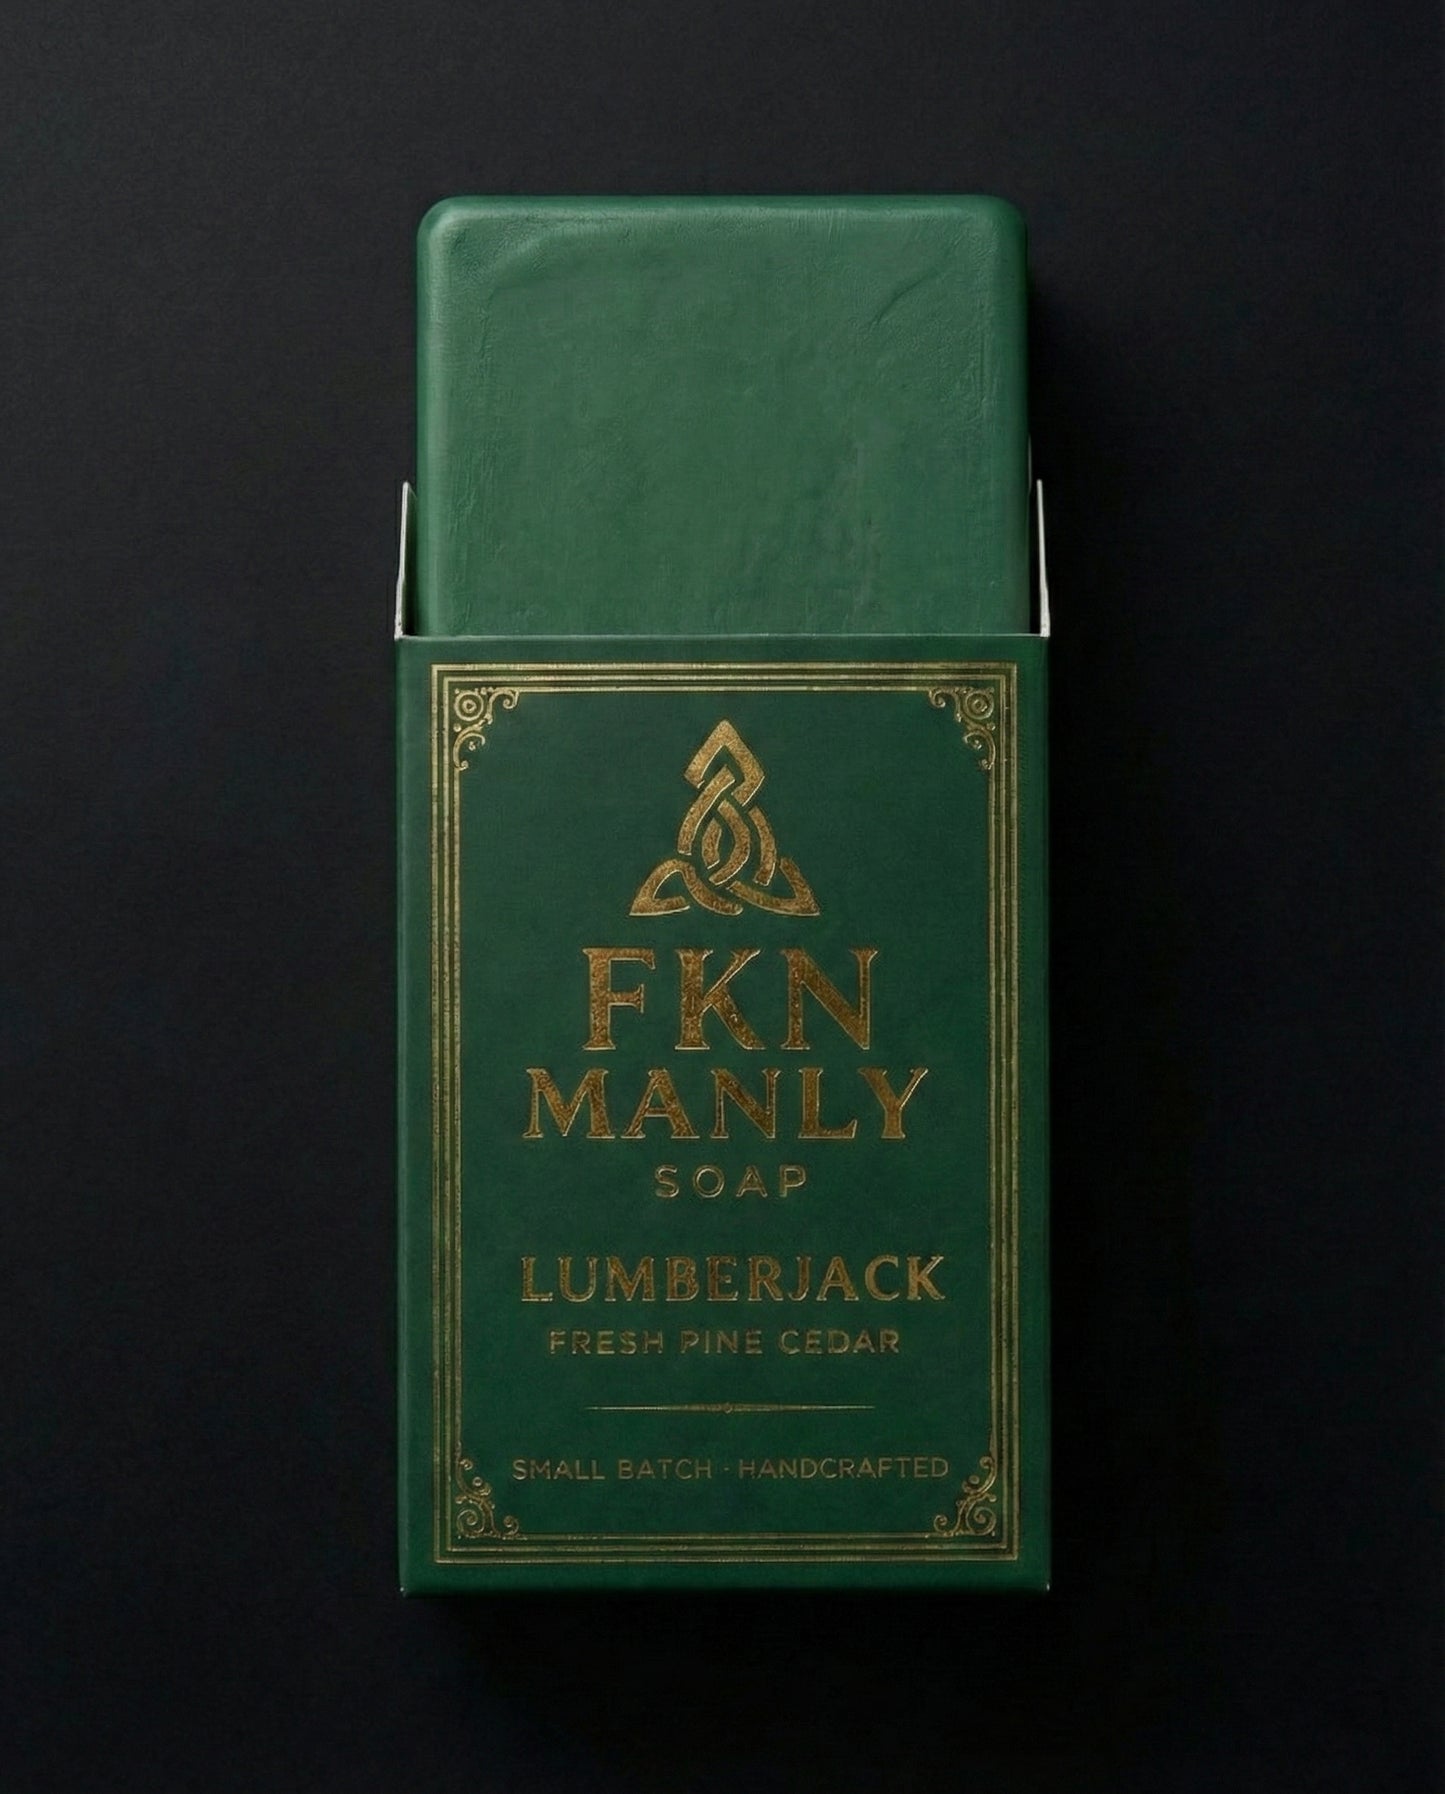 FKN
MANLY
SOAP
LUMBERJACK
FRESH PINE CEDAR
SMALL BATCH · HANDCRAFTED